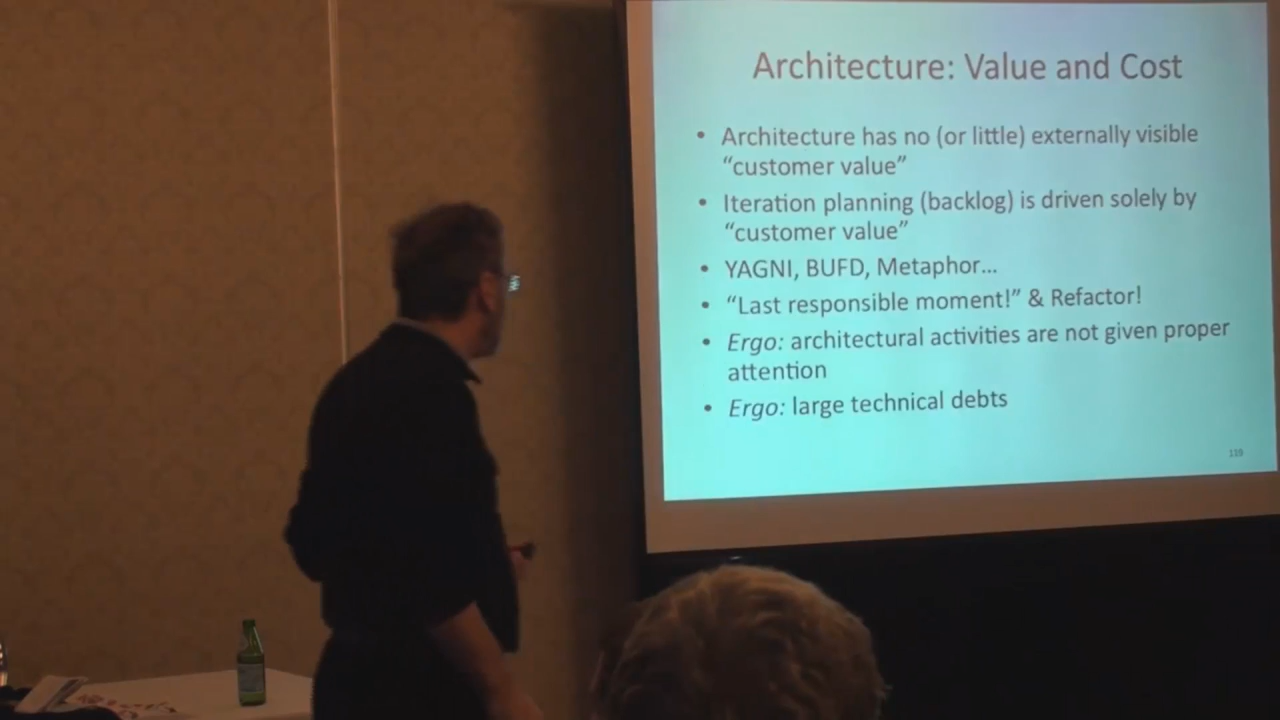 Architecture: Value and Cost
• Architecture has no (or little) externally visible
“customer value”
• Iteration planning (backlog) is driven solely by
“customer value”
• YAGNI, BUFD, Metaphor…
• “Last responsible moment!” & Refactor!
• Ergo: architectural activities are not given proper
attention
• Ergo: large technical debts